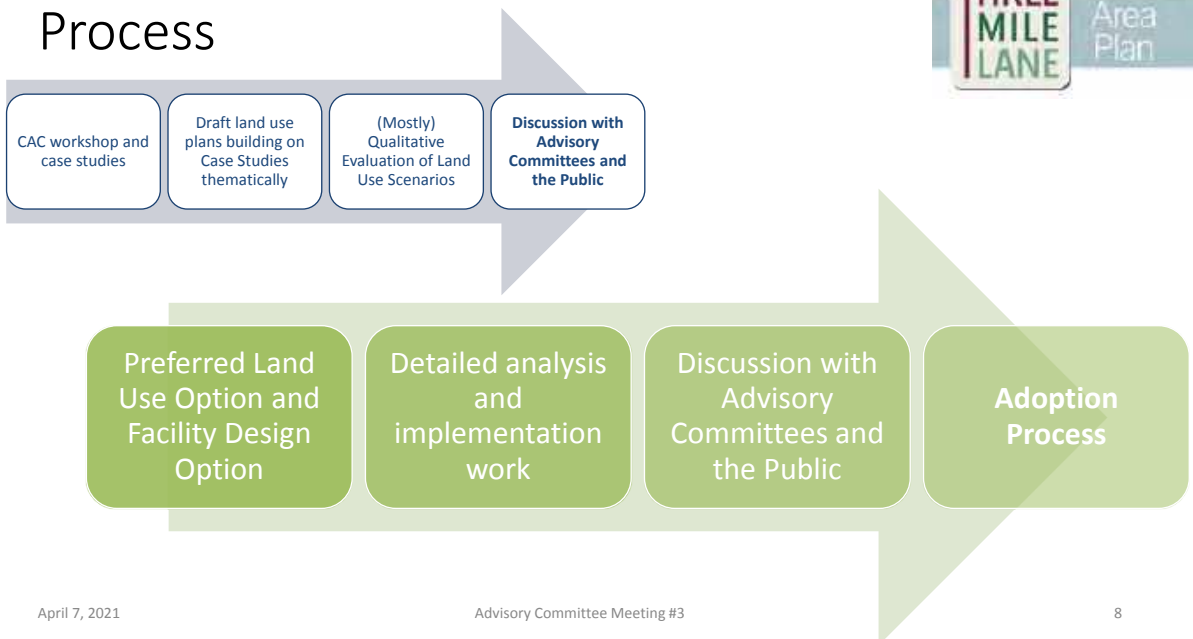 Process
THREE
MILE
LANE
Area
Plan
CAC workshop and
case studies
Draft land use
plans building on
Case Studies
thematically
(Mostly)
Qualitative
Evaluation of Land
Use Scenarios
Discussion with
Advisory
Committees and
the Public
Preferred Land
Use Option and
Facility Design
Option
Detailed analysis
and
implementation
work
Discussion with
Advisory
Committees and
the Public
Adoption
Process
April 7, 2021
Advisory Committee Meeting #3
8